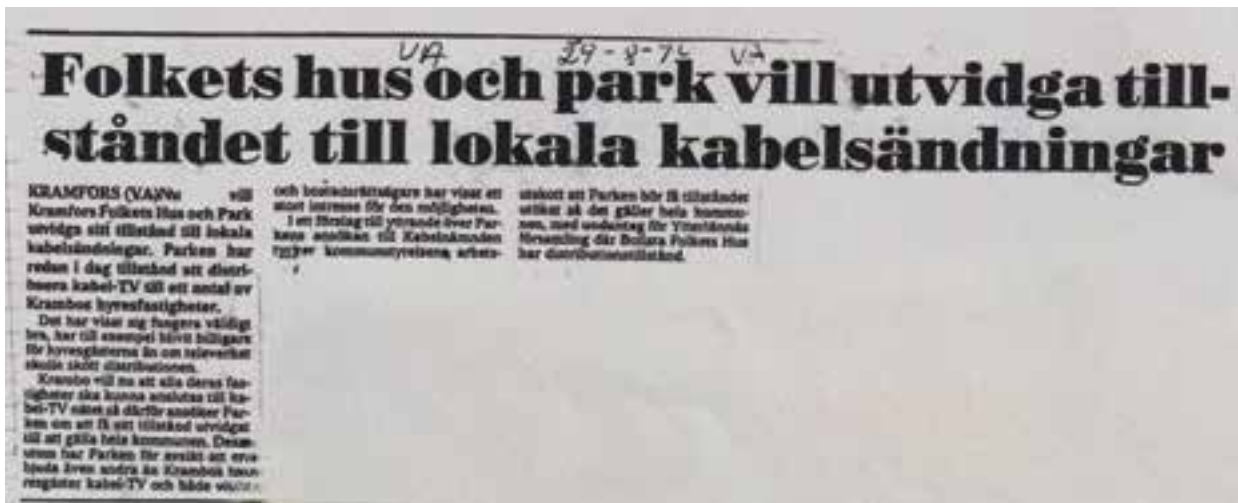 VA 29-8-
Folkets hus och park vill utvidga till-
ståndet till lokala kabelsändningar
KRAMFORS (VA) Nu vill
Kramfors Folkets Hus och Park
utvidga sitt tillstånd till lokala
kabelsändningar. Parken har
redan i dag tillstånd att distri-
buera kabel-TV till ett antal av
Krambos hyresfastigheter.
Det har visat sig fungera väldigt
bra, har till exempel blivit billigare
för hyresgästerna än om televerket
skulle skött distributionen.
Krambo vill nu att alla deras fas-
tigheter ska kunna anslutas till ka-
bel-TV nätet så därför ansöker Par-
ken om att få sitt tillstånd utvidgat
till att gälla hela kommunen. Dess-
utom har Parken för avsikt att erb-
bjuda även andra än Krambos
resgäster kabel-TV och både
och bostadsrättsägare har visat ett
stort intresse för den möjligheten.
I ett förslag till yttrande över Par-
kens ansökan till Kabelnämnden
tycker kommunstyrelsens arbets-
utskott att Parken bör få tillståndet
utökat så det gäller hela kommu-
nen, med undantag för Ytterlännäs
församling där Bollsta Folkets Hus
har distributionstillstånd.